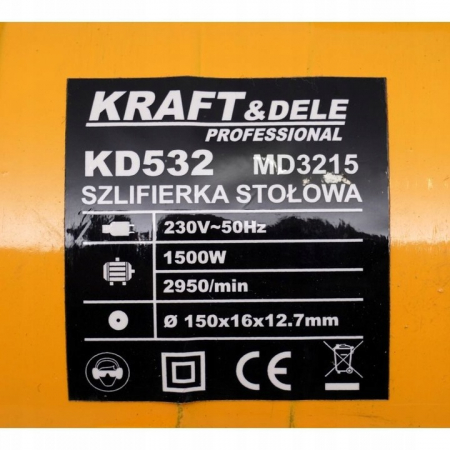 KRAFT&DELE
PROFESSIONAL
KD532 MD3215
SZLIFIERKA STOŁOWA
230V~50Hz
1500W
2950/min
Ø 150x16x12.7mm
CE